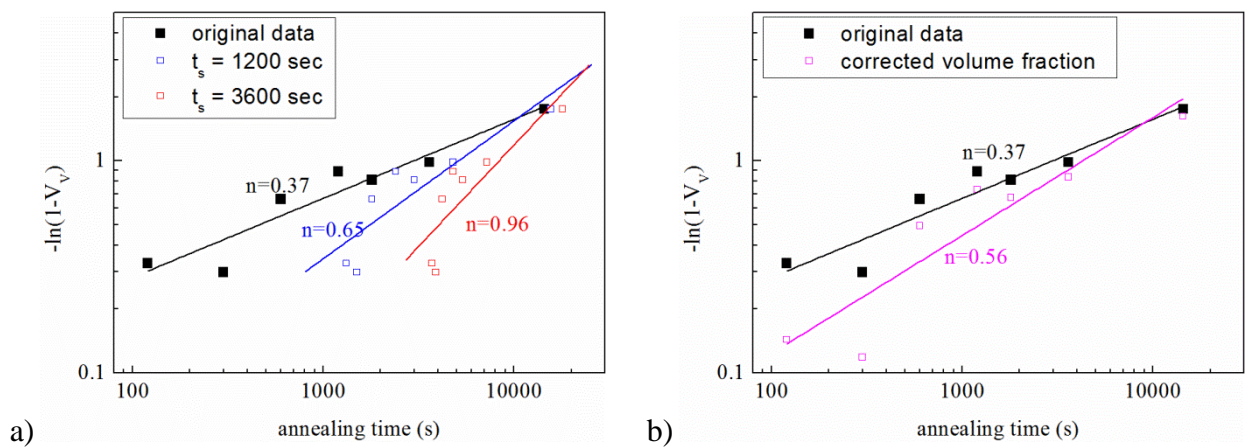 original data
t_s = 1200 sec
t_s = 3600 sec
n=0.37
n=0.65
n=0.96
1
0.1
-ln(1-V_V)
100
1000
10000
annealing time (s)
a)
original data
corrected volume fraction
n=0.37
n=0.56
1
0.1
-ln(1-V_V)
100
1000
10000
annealing time (s)
b)